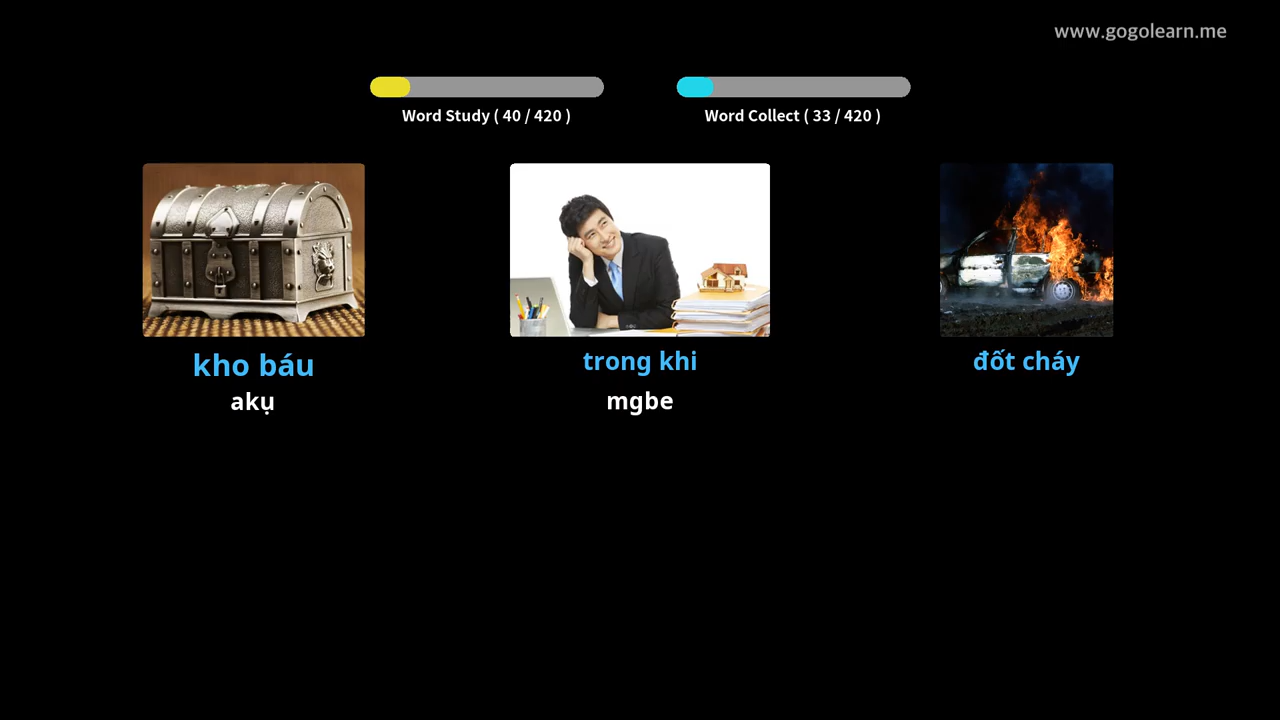 www.gogolearn.me
Word Study ( 40 / 420 )
Word Collect ( 33 / 420 )
kho báu
trong khi
đốt cháy
akụ
mgbe